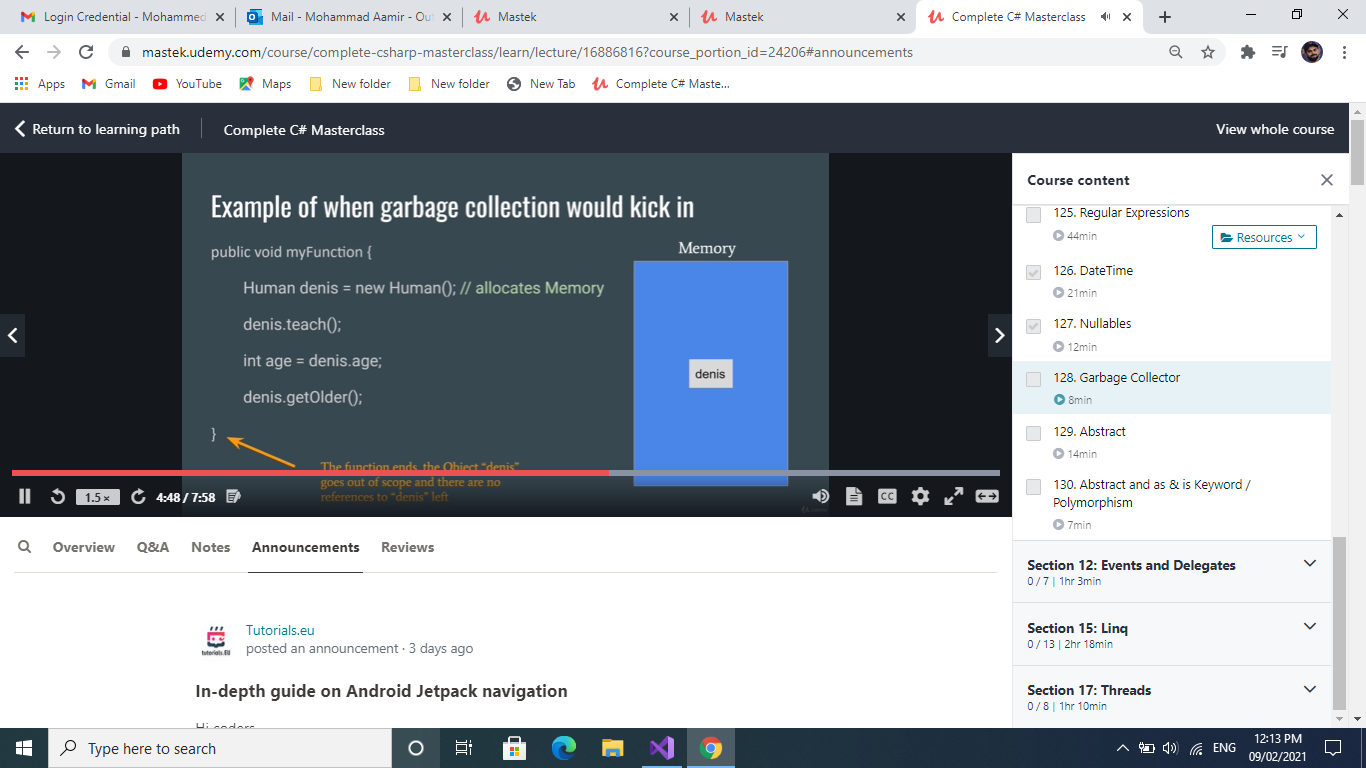 Login Credential - Mohammed
Mail - Mohammad Aamir - Ou
Mastek
Mastek
Complete C# Masterclass
mastek.udemy.com/course/complete-csharp-masterclass/learn/lecture/16886816?course_portion_id=24206#announcements
Apps
Gmail
YouTube
Maps
New folder
New folder
New Tab
Complete C# Maste...
Return to learning path
Complete C# Masterclass
View whole course
Example of when garbage collection would kick in
public void myFunction {
Human denis = new Human(); // allocates Memory
denis.teach();
int age = denis.age;
denis.getOlder();
}
The function ends, the Object "denis"
goes out of scope and there are no
references to "denis" left
Memory
denis
1.5 ×
4:48 / 7:58
CC
Course content
125. Regular Expressions
44min
Resources
126. DateTime
21min
127. Nullables
12min
128. Garbage Collector
8min
129. Abstract
14min
130. Abstract and as & is Keyword /
Polymorphism
7min
Section 12: Events and Delegates
0 / 7 | 1hr 3min
Section 15: Linq
0 / 13 | 2hr 18min
Section 17: Threads
0 / 8 | 1hr 10min
Overview
Q&A
Notes
Announcements
Reviews
tutorials.EU
Tutorials.eu
posted an announcement · 3 days ago
In-depth guide on Android Jetpack navigation
Hi coders
Type here to search
ENG
12:13 PM
09/02/2021